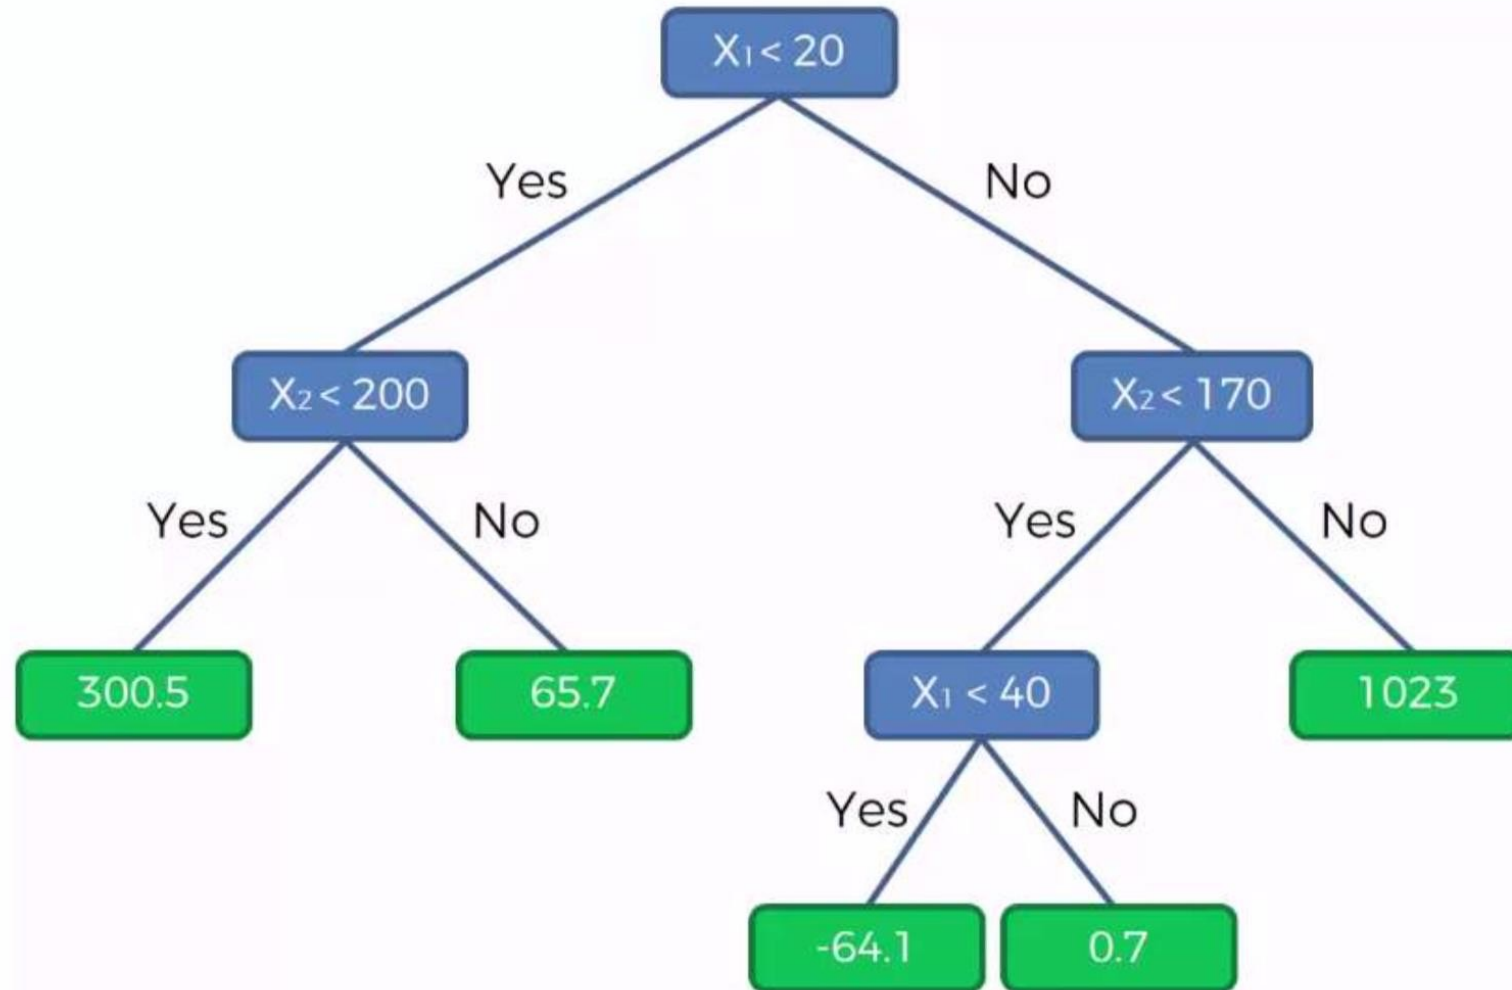 X₁ < 20
Yes
No
X₂ < 200
X₂ < 170
Yes
No
Yes
No
300.5
65.7
X₁ < 40
1023
Yes
No
-64.1
0.7